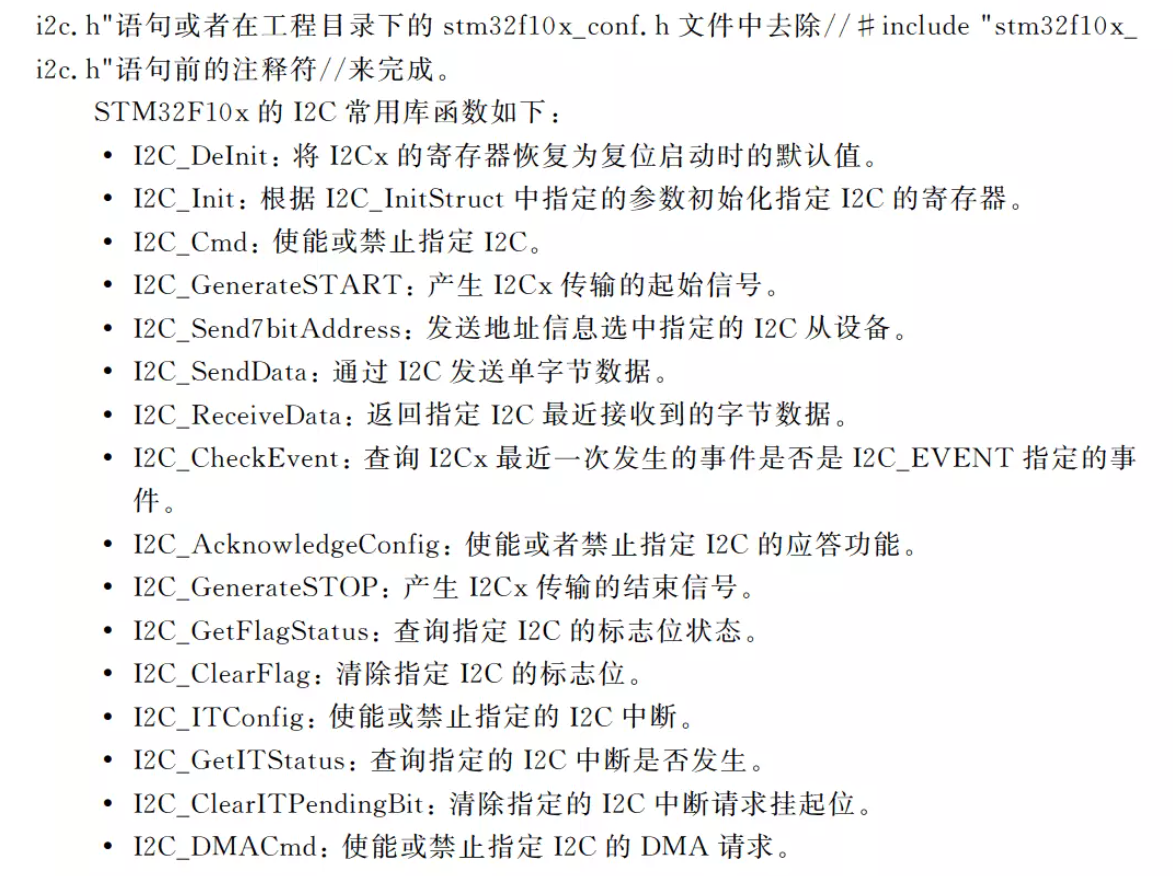 i2c.h"语句或者在工程目录下的 stm32f10x_conf.h 文件中去除//#include "stm32f10x_
i2c.h"语句前的注释符//来完成。
STM32F10x 的 I2C 常用库函数如下：
• I2C_DeInit：将 I2Cx 的寄存器恢复为复位启动时的默认值。
• I2C_Init：根据 I2C_InitStruct 中指定的参数初始化指定 I2C 的寄存器。
• I2C_Cmd：使能或禁止指定 I2C。
• I2C_GenerateSTART：产生 I2Cx 传输的起始信号。
• I2C_Send7bitAddress：发送地址信息选中指定的 I2C 从设备。
• I2C_SendData：通过 I2C 发送单字节数据。
• I2C_ReceiveData：返回指定 I2C 最近接收到的字节数据。
• I2C_CheckEvent：查询 I2Cx 最近一次发生的事件是否是 I2C_EVENT 指定的事
件。
• I2C_AcknowledgeConfig：使能或者禁止指定 I2C 的应答功能。
• I2C_GenerateSTOP：产生 I2Cx 传输的结束信号。
• I2C_GetFlagStatus：查询指定 I2C 的标志位状态。
• I2C_ClearFlag：清除指定 I2C 的标志位。
• I2C_ITConfig：使能或禁止指定的 I2C 中断。
• I2C_GetITStatus：查询指定的 I2C 中断是否发生。
• I2C_ClearITPendingBit：清除指定的 I2C 中断请求挂起位。
• I2C_DMACmd：使能或禁止指定 I2C 的 DMA 请求。